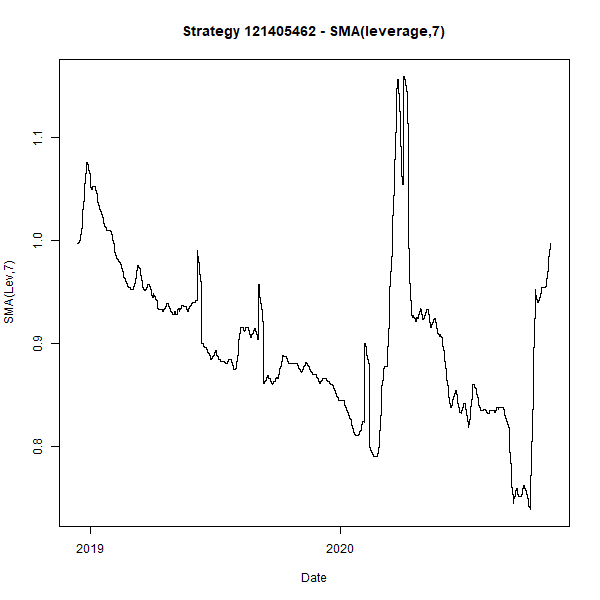 Strategy 121405462 - SMA(leverage,7)
SMA(Lev,7)
1.1
1.0
0.9
0.8
2019 2020
Date